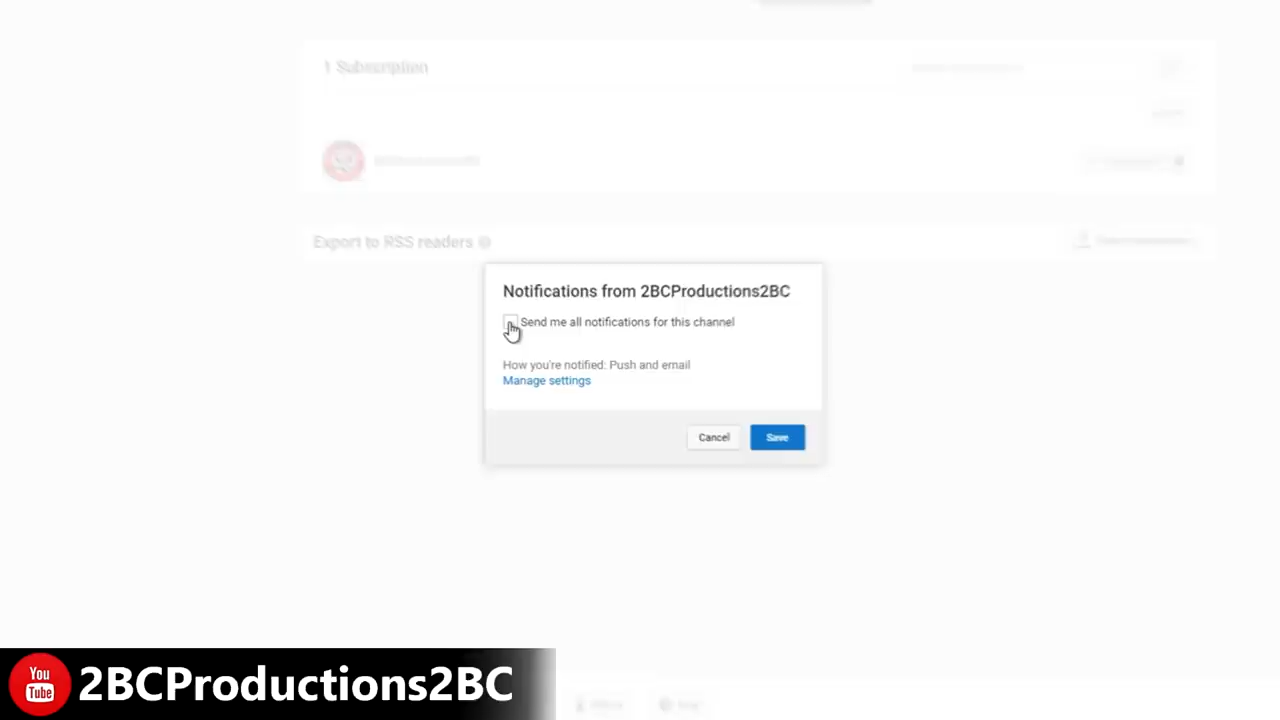 1 Subscription
Export to RSS readers
Notifications from 2BCProductions2BC
Send me all notifications for this channel
How you're notified: Push and email
Manage settings
Cancel
Save
You
Tube
2BCProductions2BC